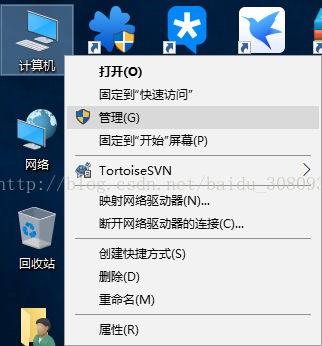 计算机
打开(O)
固定到“快速访问”
管理(G)
固定到“开始”屏幕(P)
网络
TortoiseSVN
http://blog.csdn.net/baidu_308093
映射网络驱动器(N)...
断开网络驱动器的连接(C)...
回收站
创建快捷方式(S)
删除(D)
重命名(M)
属性(R)